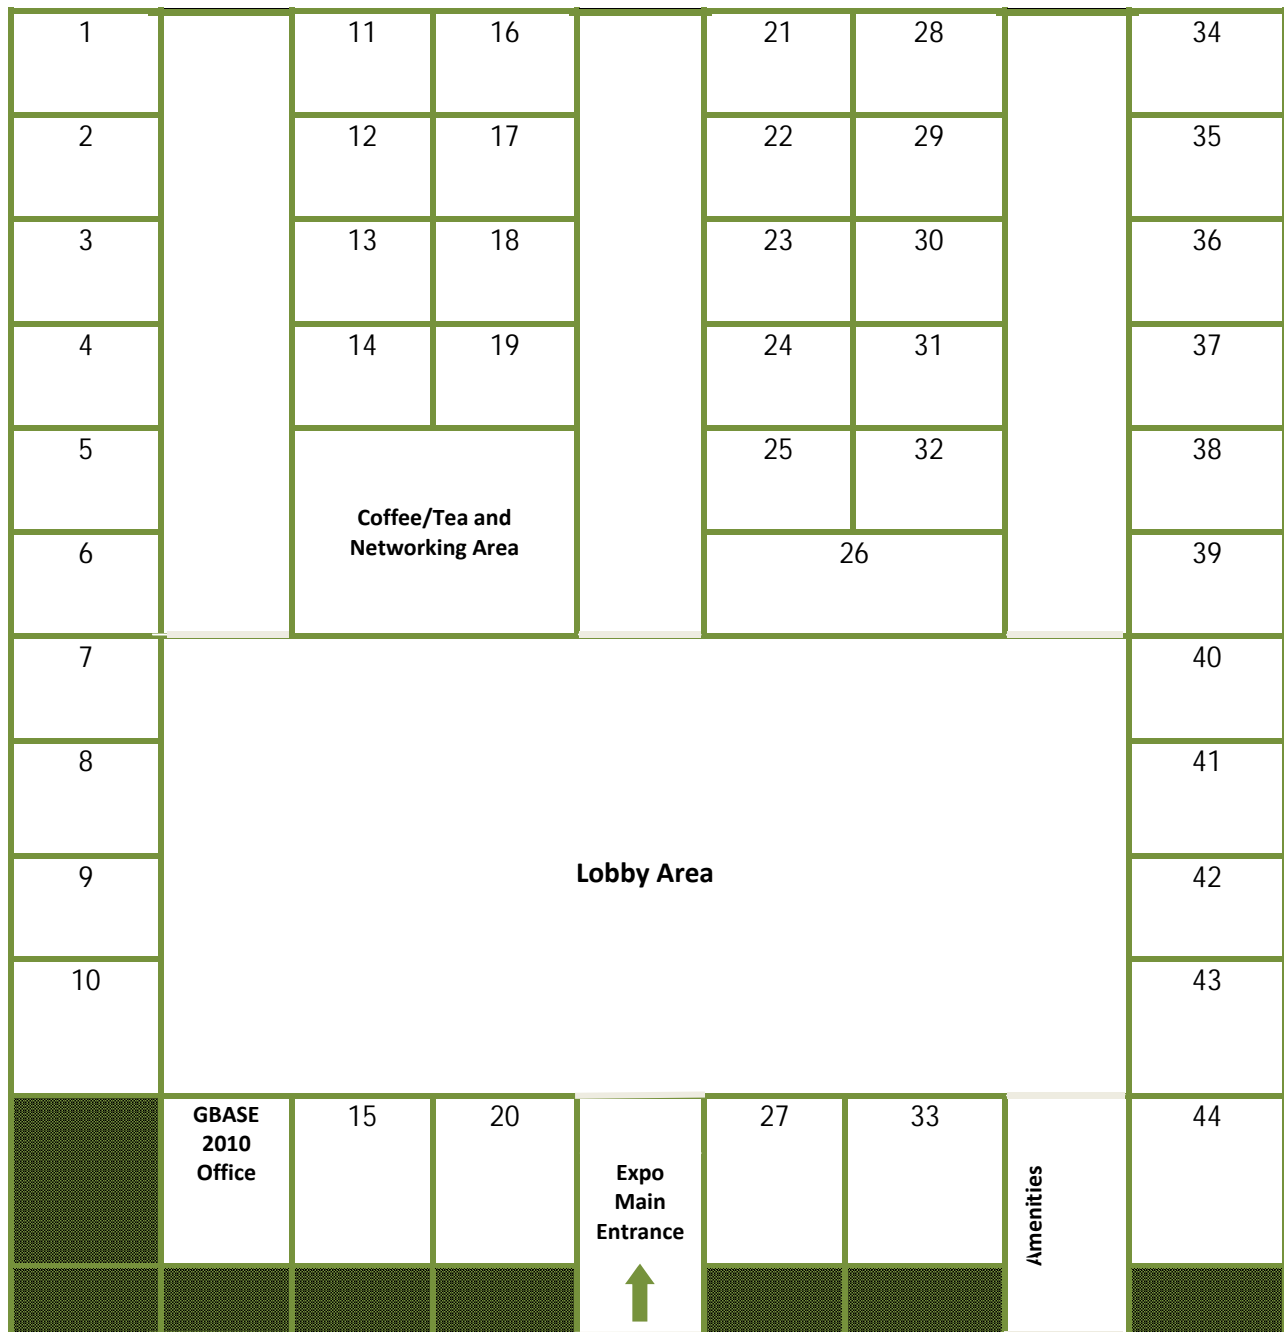 1 11 16 21 28 34
2 12 17 22 29 35
3 13 18 23 30 36
4 14 19 24 31 37
5 25 32 38
Coffee/Tea and
Networking Area
6 26 39
7 40
8 41
Lobby Area
9 42
10 43
GBASE
2010
Office
15 20
Expo
Main
Entrance
27 33
Amenities
44